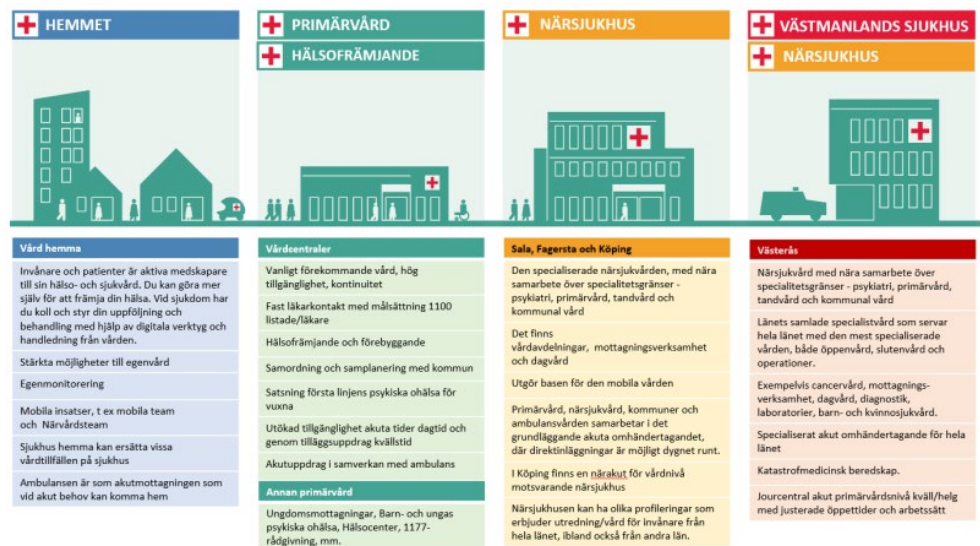 HEMMET
Vård hemma
Invånare och patienter är aktiva medskapare
till sin hälso- och sjukvård. Du kan göra mer
själv för att främja din hälsa. Vid sjukdom har
du koll och styr din uppföljning och
behandling med hjälp av digitala verktyg och
handledning från vården.
Stärkta möjligheter till egenvård
Egenmonitorering
Mobila insatser, t ex mobila team
och Närvårdsteam
Sjukhus hemma kan ersätta vissa
vårdtillfällen på sjukhus
Ambulansen är som akutmottagningen som
vid akut behov kan komma hem
PRIMÄRVÅRD
HÄLSOFRÄMJANDE
Vårdcentraler
Vanligt förekommande vård, hög
tillgänglighet, kontinuitet
Fast läkarkontakt med målsättning 1100
listade/läkare
Hälsofrämjande och förebyggande
Samordning och samplanering med kommun
Satsning första linjens psykiska ohälsa för
vuxna
Utökad tillgänglighet akuta tider dagtid och
genom tilläggsuppdrag kvällstid
Akutuppdrag i samverkan med ambulans
Annan primärvård
Ungdomsmottagningar, Barn- och ungas
psykiska ohälsa, Hälsocenter, 1177-
rådgivning, mm.
NÄRSJUKHUS
Sala, Fagersta och Köping
Den specialiserade närsjukvården, med nära
samarbete över specialitetsgränser -
psykiatri, primärvård, tandvård och
kommunal vård
Det finns
vårdavdelningar, mottagningsverksamhet
och dagvård
Utgör basen för den mobila vården
Primärvård, närsjukvård, kommuner och
ambulansvården samarbetar i det
grundläggande akuta omhändertagandet,
där direktinläggningar är möjligt dygnet runt.
I Köping finns en närakut för vårdnivå
motsvarande närsjukhus
Närsjukhusen kan ha olika profileringar som
erbjuder utredning/vård för invånare från
hela länet, ibland också från andra län.
VÄSTMANLANDS SJUKHUS
NÄRSJUKHUS
Västerås
Närsjukvård med nära samarbete över
specialitetsgränser - psykiatri, primärvård,
tandvård och kommunal vård
Länets samlade specialistvård som servar
hela länet med den mest specialiserade
vården, både öppenvård, slutenvård och
operationer.
Exempelvis cancervård, mottagnings-
verksamhet, dagvård, diagnostik,
laboratorier, barn- och kvinnosjukvård.
Specialiserat akut omhändertagande för hela
länet
Katastrofmedicinsk beredskap.
Jourcentral akut primärvårdsnivå kväll/helg
med justerade öppettider och arbetssätt